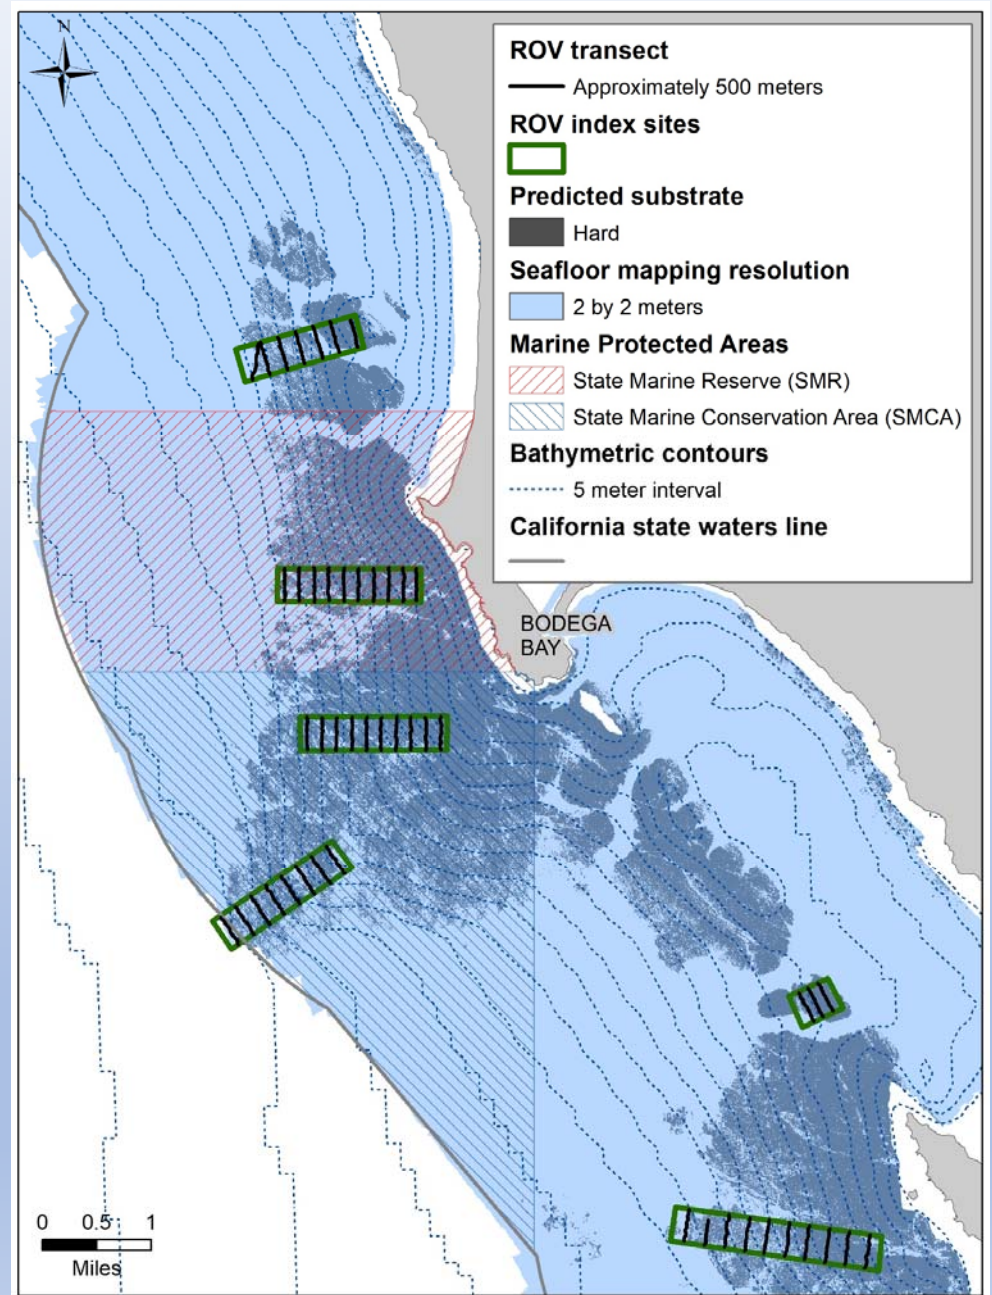 N
ROV transect
Approximately 500 meters
ROV index sites
Predicted substrate
Hard
Seafloor mapping resolution
2 by 2 meters
Marine Protected Areas
State Marine Reserve (SMR)
State Marine Conservation Area (SMCA)
Bathymetric contours
5 meter interval
California state waters line
BODEGA
BAY
0 0.5 1
Miles